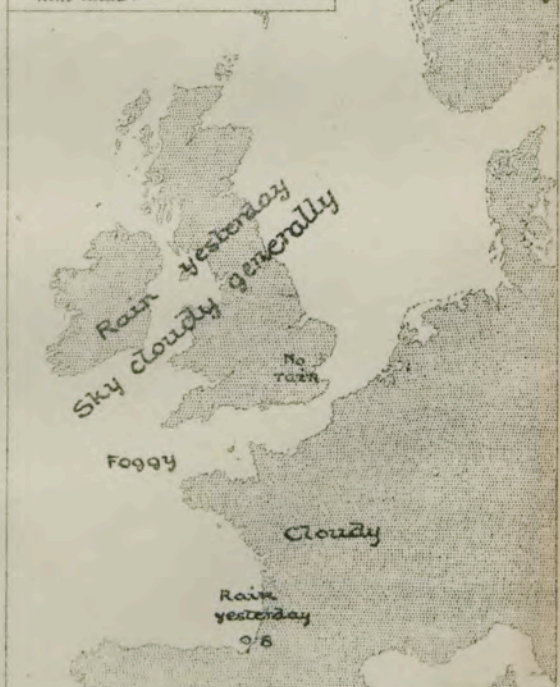 Rain yesterday
Sky cloudy generally
No
rain
Foggy
Cloudy
Rain
yesterday
9·8